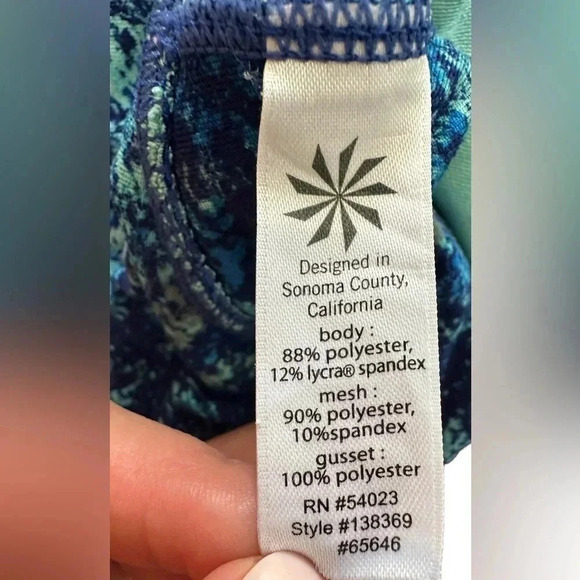 Designed in
Sonoma County,
California
body :
88% polyester,
12% lycra® spandex
mesh :
90% polyester,
10%spandex
gusset :
100% polyester
RN #54023
Style #138369
#65646